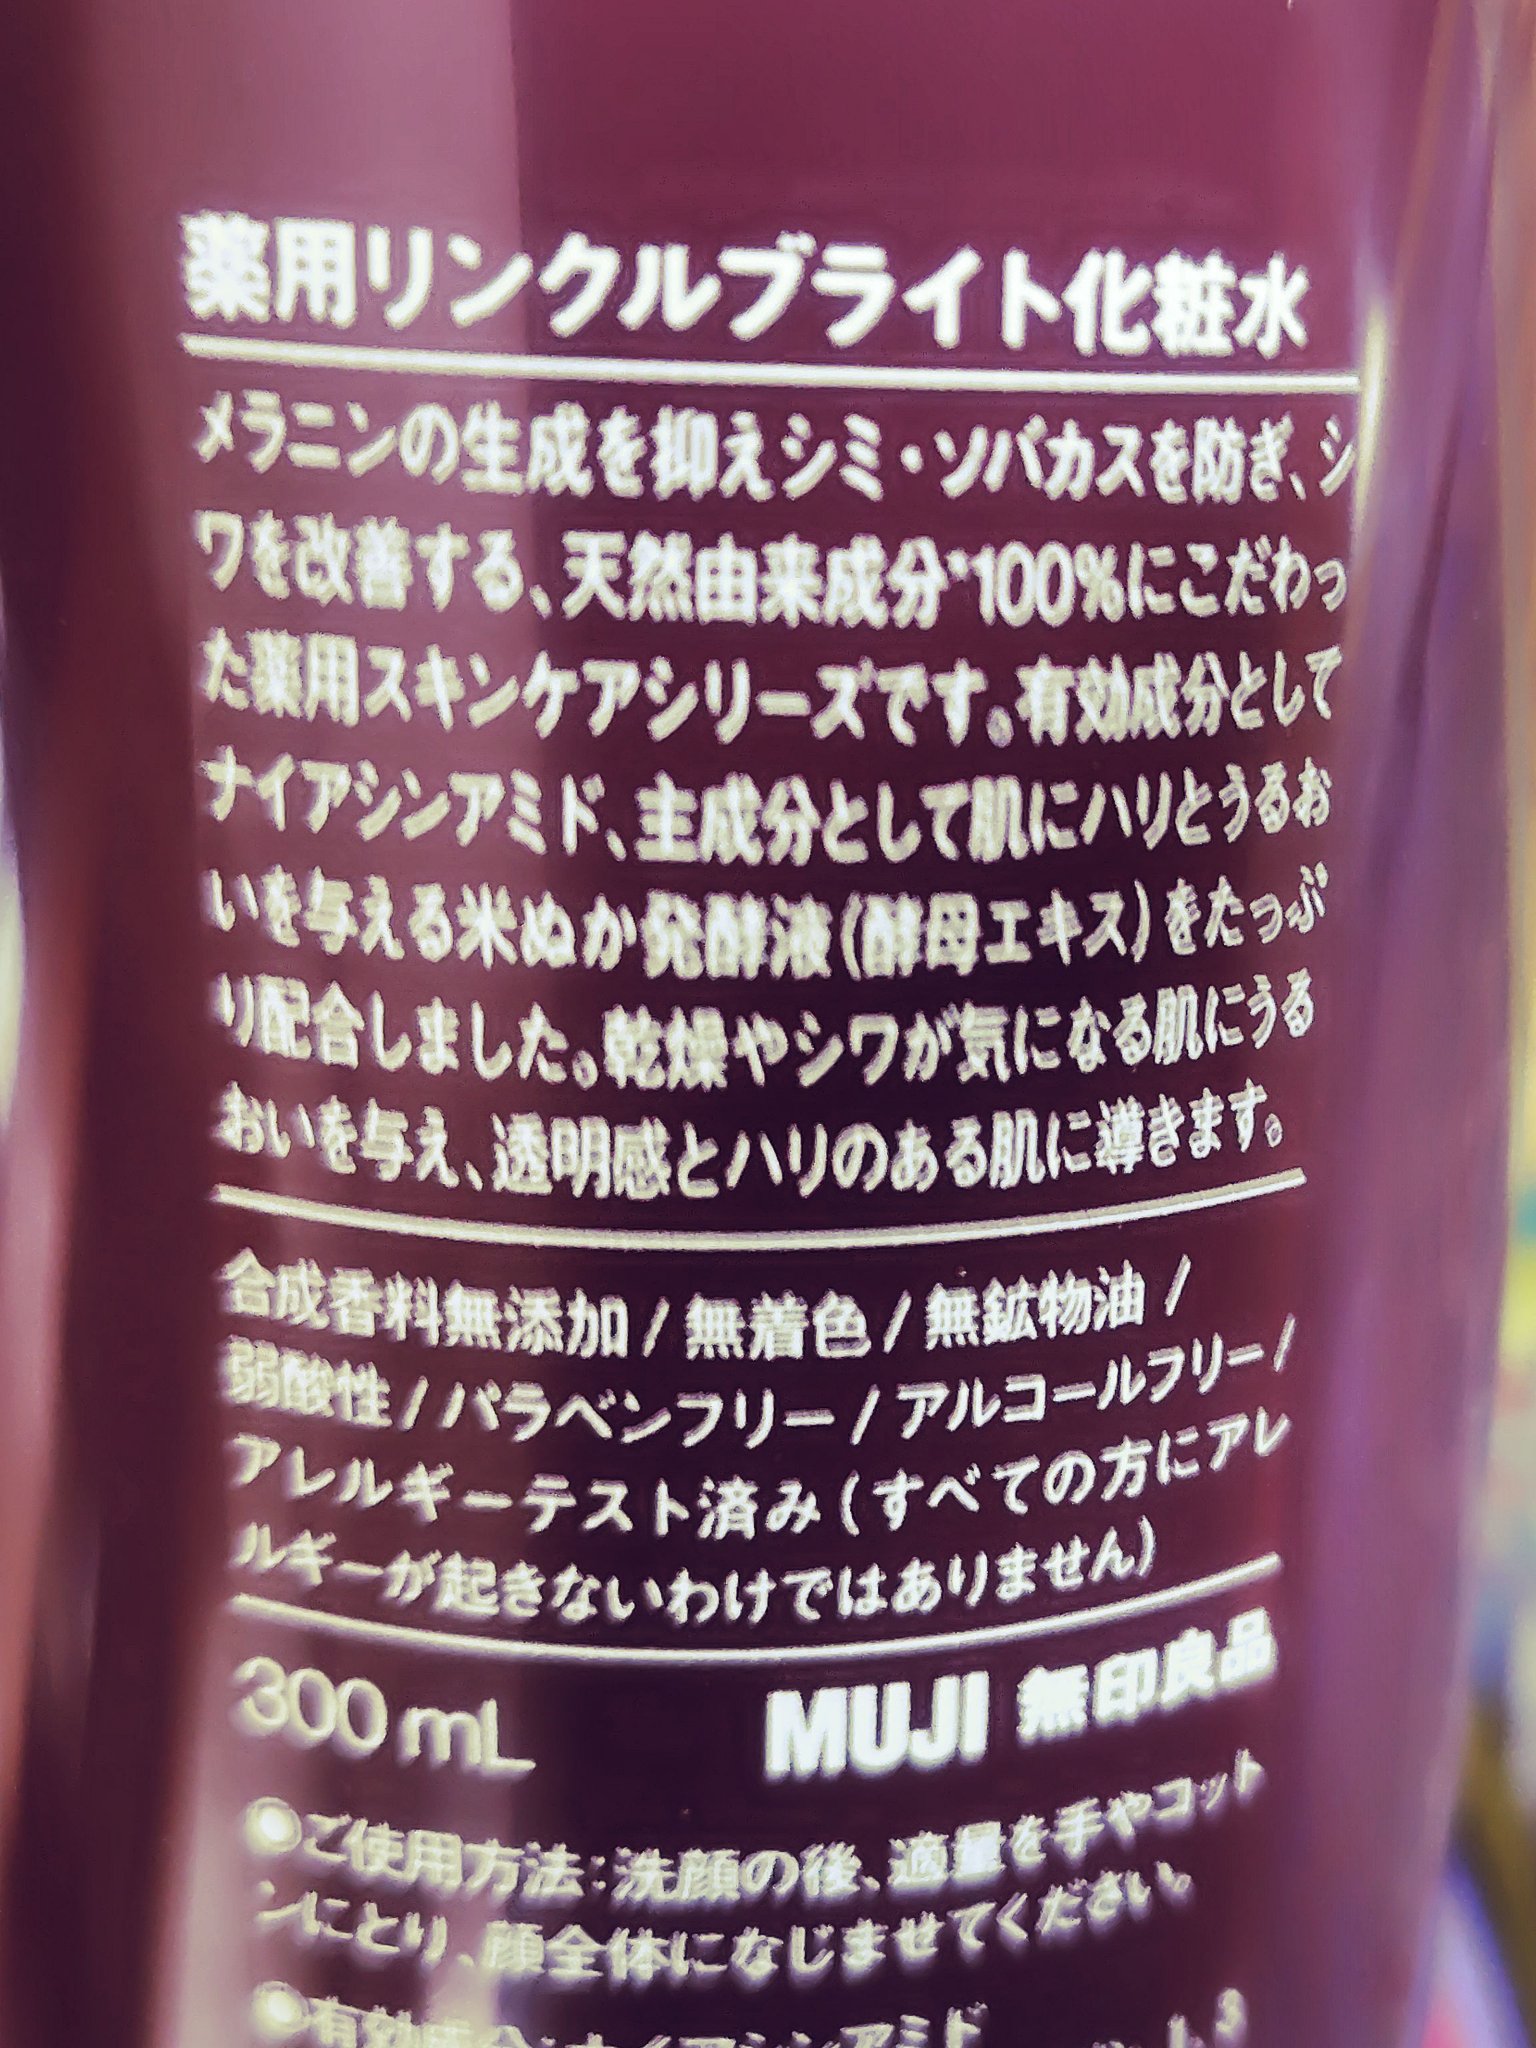 薬用リンクルブライト化粧水
メラニンの生成を抑えシミ・ソバカスを防ぎ、シ
ワを改善する、天然由来成分*100%にこだわっ
た薬用スキンケアシリーズです。有効成分として
ナイアシンアミド、主成分として肌にハリとうるお
いを与える米ぬか発酵液(酵母エキス)をたっぷ
り配合しました。乾燥やシワが気になる肌にうる
おいを与え、透明感とハリのある肌に導きます。
合成香料無添加/無着色/無鉱物油/
弱酸性/パラベンフリー/アルコールフリー/
アレルギーテスト済み(すべての方にアレ
ルギーが起きないわけではありません)
300 mL MUJI 無印良品
●ご使用方法:洗顔の後、適量を手やコット
ンにとり、顔全体になじませてください。
●有効成分:ナイアシンアミド